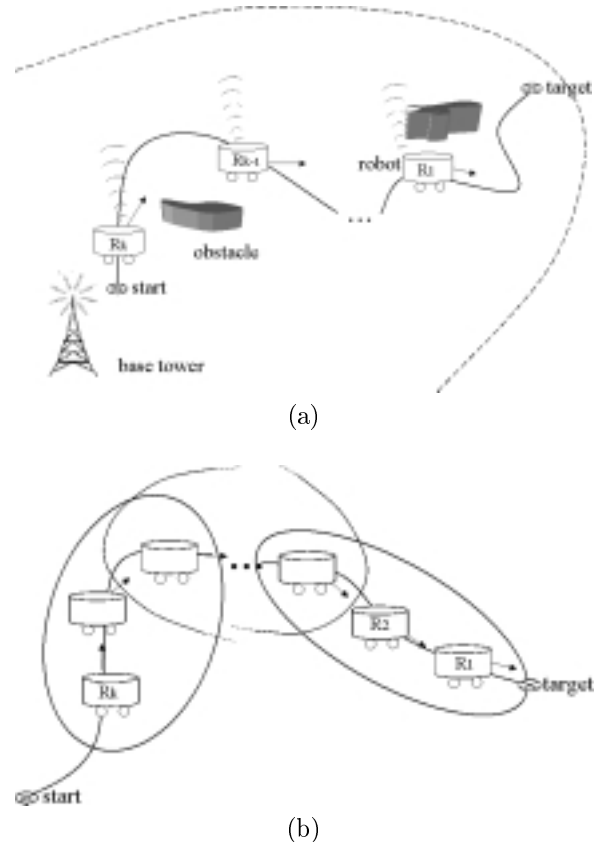 target
Rk-1
robot
R1
Rk
obstacle
start
base tower
(a)
R2
R1
Rk
target
start
(b)